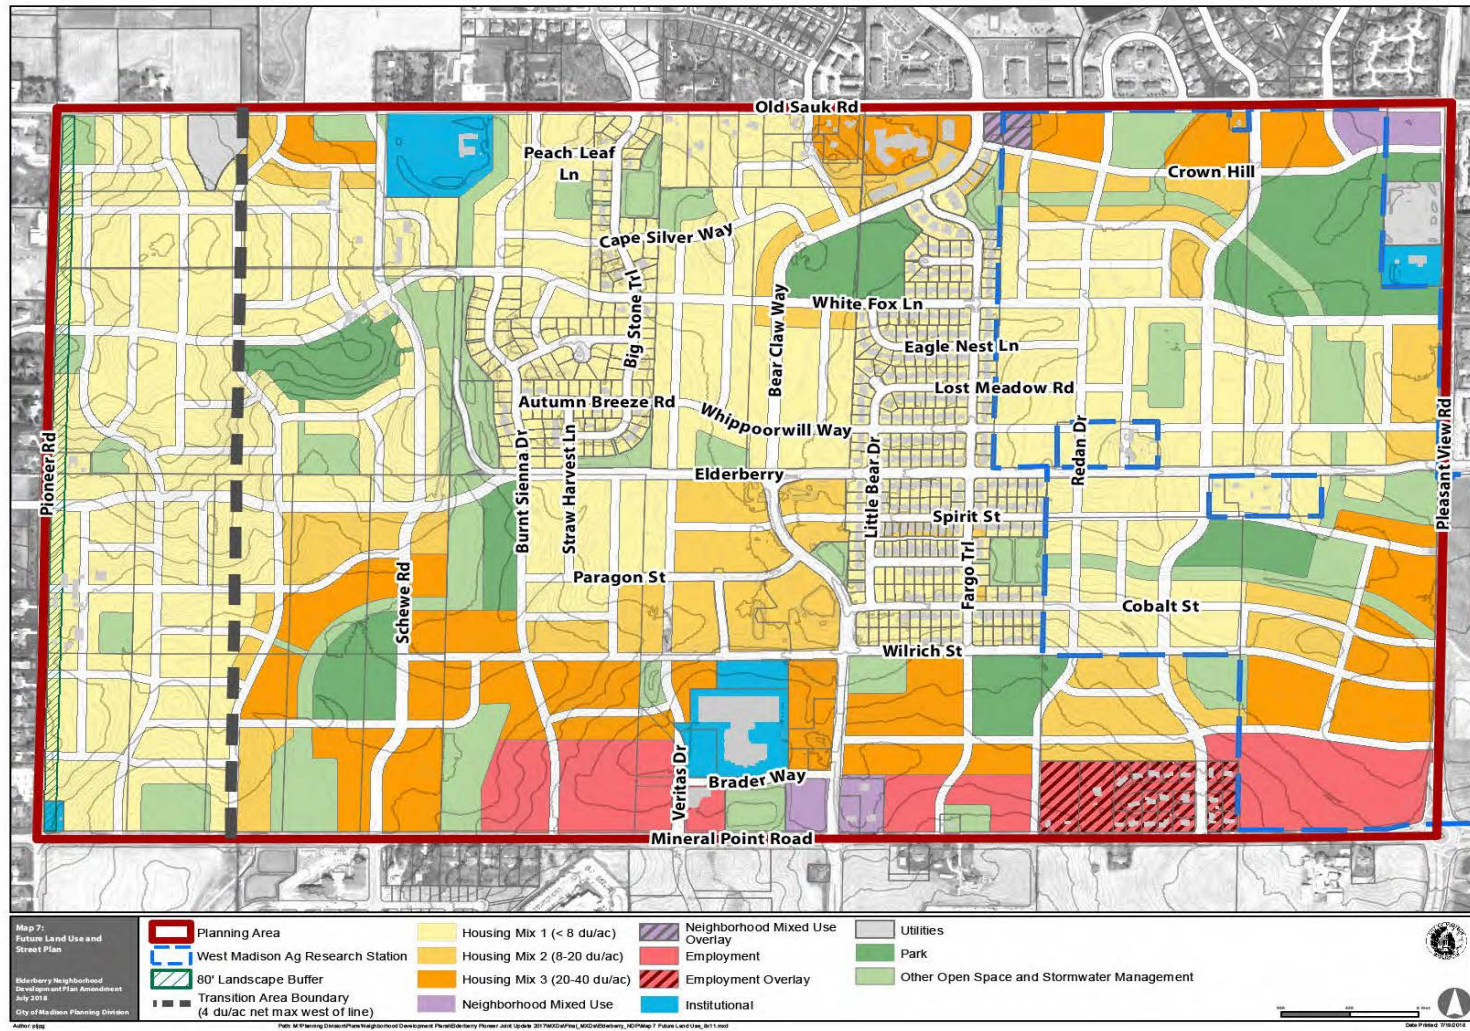 Old Sauk Rd
Peach Leaf
Ln
Crown Hill
Cape Silver Way
Big Stone Trl
White Fox Ln
Bear Claw Way
Eagle Nest Ln
Lost Meadow Rd
Autumn Breeze Rd
Whippoorwill Way
Pioneer Rd
Burnt Sienna Dr
Straw Harvest Ln
Elderberry
Little Bear Dr
Redan Dr
Pleasant View Rd
Spirit St
Fargo Trl
Paragon St
Schewe Rd
Cobalt St
Wilrich St
Veritas Dr
Brader Way
Mineral Point Road
Map 7:
Future Land Use and
Street Plan
Elderberry Neighborhood
Development Plan Amendment
July 2018
City of Madison Planning Division
Planning Area
West Madison Ag Research Station
80' Landscape Buffer
Transition Area Boundary
(4 du/ac net max west of line)
Housing Mix 1 (< 8 du/ac)
Housing Mix 2 (8-20 du/ac)
Housing Mix 3 (20-40 du/ac)
Neighborhood Mixed Use
Neighborhood Mixed Use
Overlay
Employment
Employment Overlay
Institutional
Utilities
Park
Other Open Space and Stormwater Management